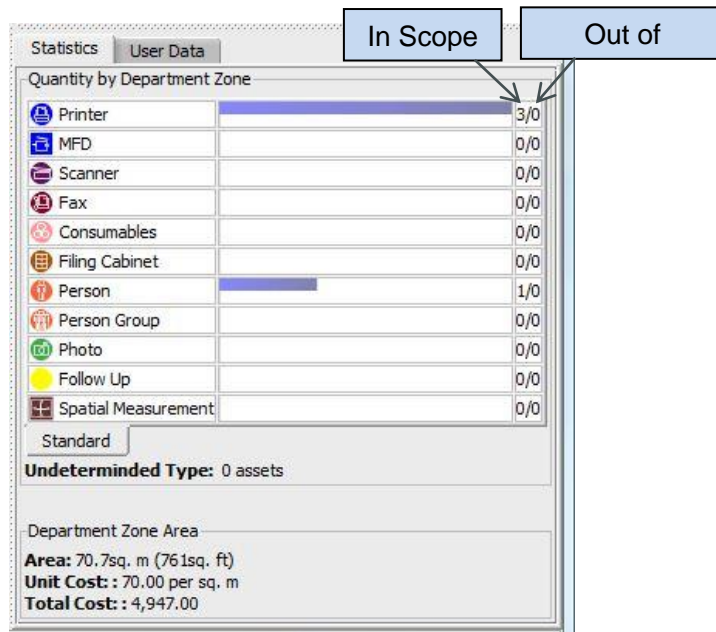 In Scope
Out of
Statistics
User Data
Quantity by Department Zone
Printer 3/0
MFD 0/0
Scanner 0/0
Fax 0/0
Consumables 0/0
Filing Cabinet 0/0
Person 1/0
Person Group 0/0
Photo 0/0
Follow Up 0/0
Spatial Measurement 0/0
Standard
Undeterminded Type: 0 assets
Department Zone Area
Area: 70.7sq. m (761sq. ft)
Unit Cost: : 70.00 per sq. m
Total Cost: : 4,947.00